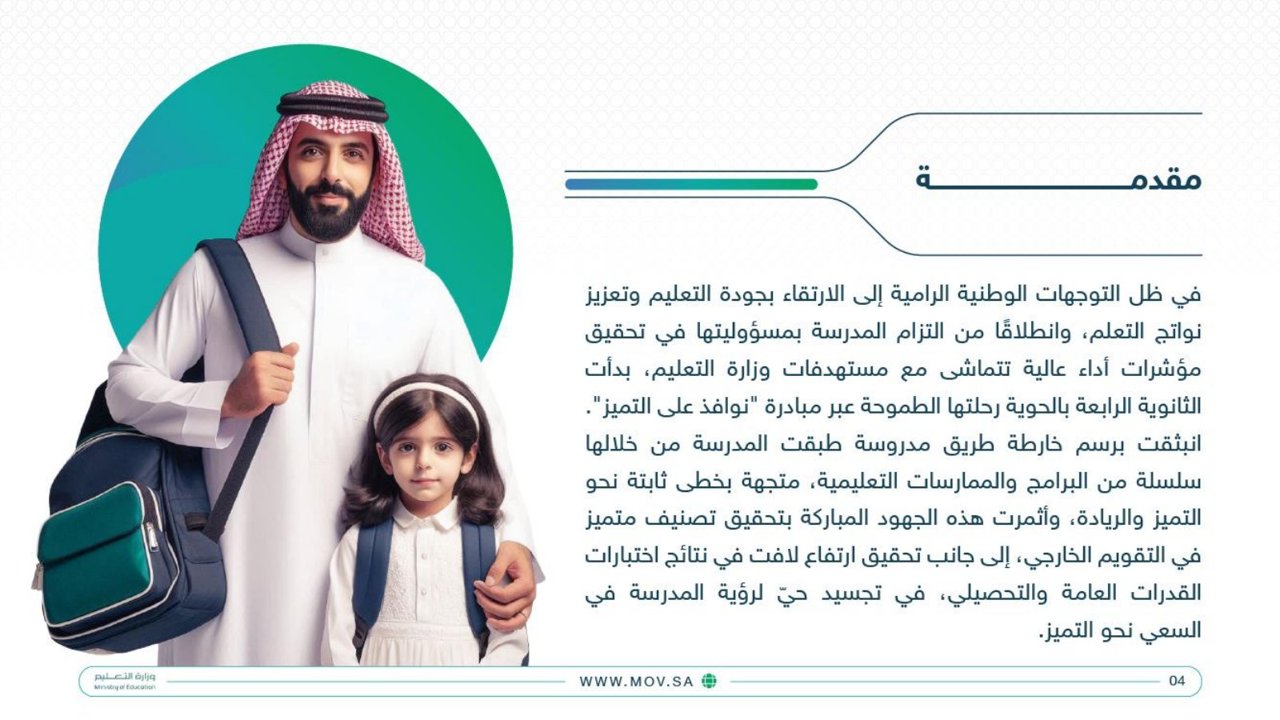 مقدمة
في ظل التوجهات الوطنية الرامية إلى الارتقاء بجودة التعليم وتعزيز
نواتج التعلم، وانطلاقًا من التزام المدرسة بمسؤوليتها في تحقيق
مؤشرات أداء عالية تتماشى مع مستهدفات وزارة التعليم، بدأت
الثانوية الرابعة بالحوية رحلتها الطموحة عبر مبادرة "نوافذ على التميز".
انبثقت برسم خارطة طريق مدروسة طبقت المدرسة من خلالها
سلسلة من البرامج والممارسات التعليمية، متجهة بخطى ثابتة نحو
التميز والريادة، وأثمرت هذه الجهود المباركة بتحقيق تصنيف متميز
في التقويم الخارجي، إلى جانب تحقيق ارتفاع لافت في نتائج اختبارات
القدرات العامة والتحصيلي، في تجسيد حيّ لرؤية المدرسة في
السعي نحو التميز.
04
WWW.MOV.SA
وزارة التعليم
Ministry of Education